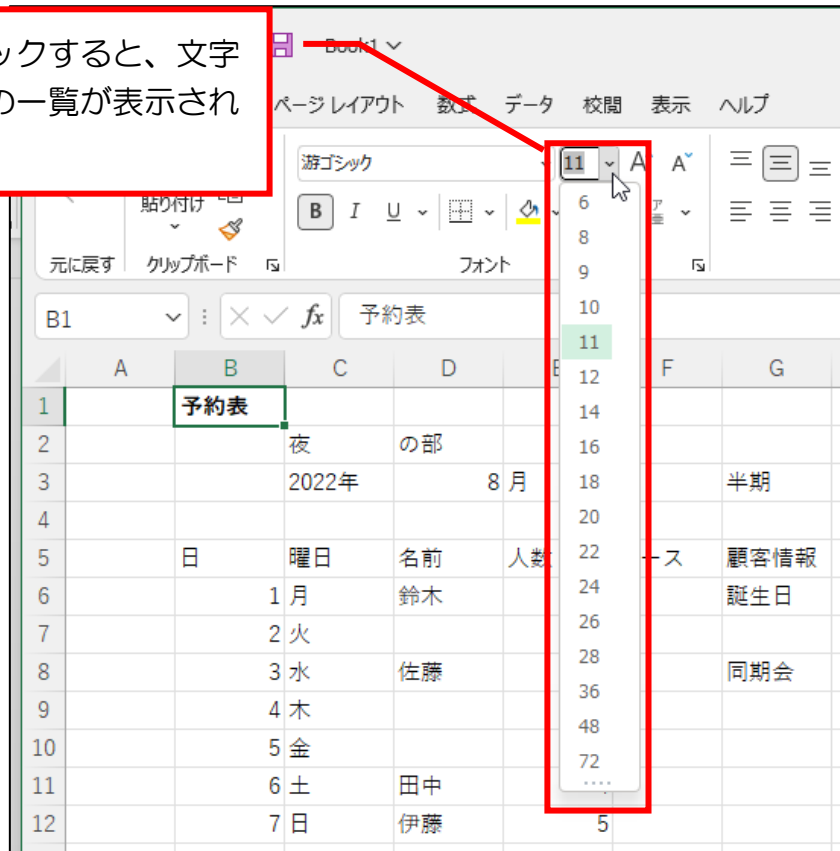 ックすると、文字
の一覧が表示され
Book1
ページ レイアウト 数式 データ 校閲 表示 ヘルプ
游ゴシック 11 A A
貼り付け B I U
元に戻す クリップボード フォント
B1 fx 予約表
6
8
9
10
11
12
14
16
18
20
22
24
26
28
36
48
72
A B C D F G
1 予約表
2 夜 の部
3 2022年 8 月 半期
4
5 日 曜日 名前 人数 ース 顧客情報
6 1 月 鈴木 誕生日
7 2 火
8 3 水 佐藤 同期会
9 4 木
10 5 金
11 6 土 田中
12 7 日 伊藤 5